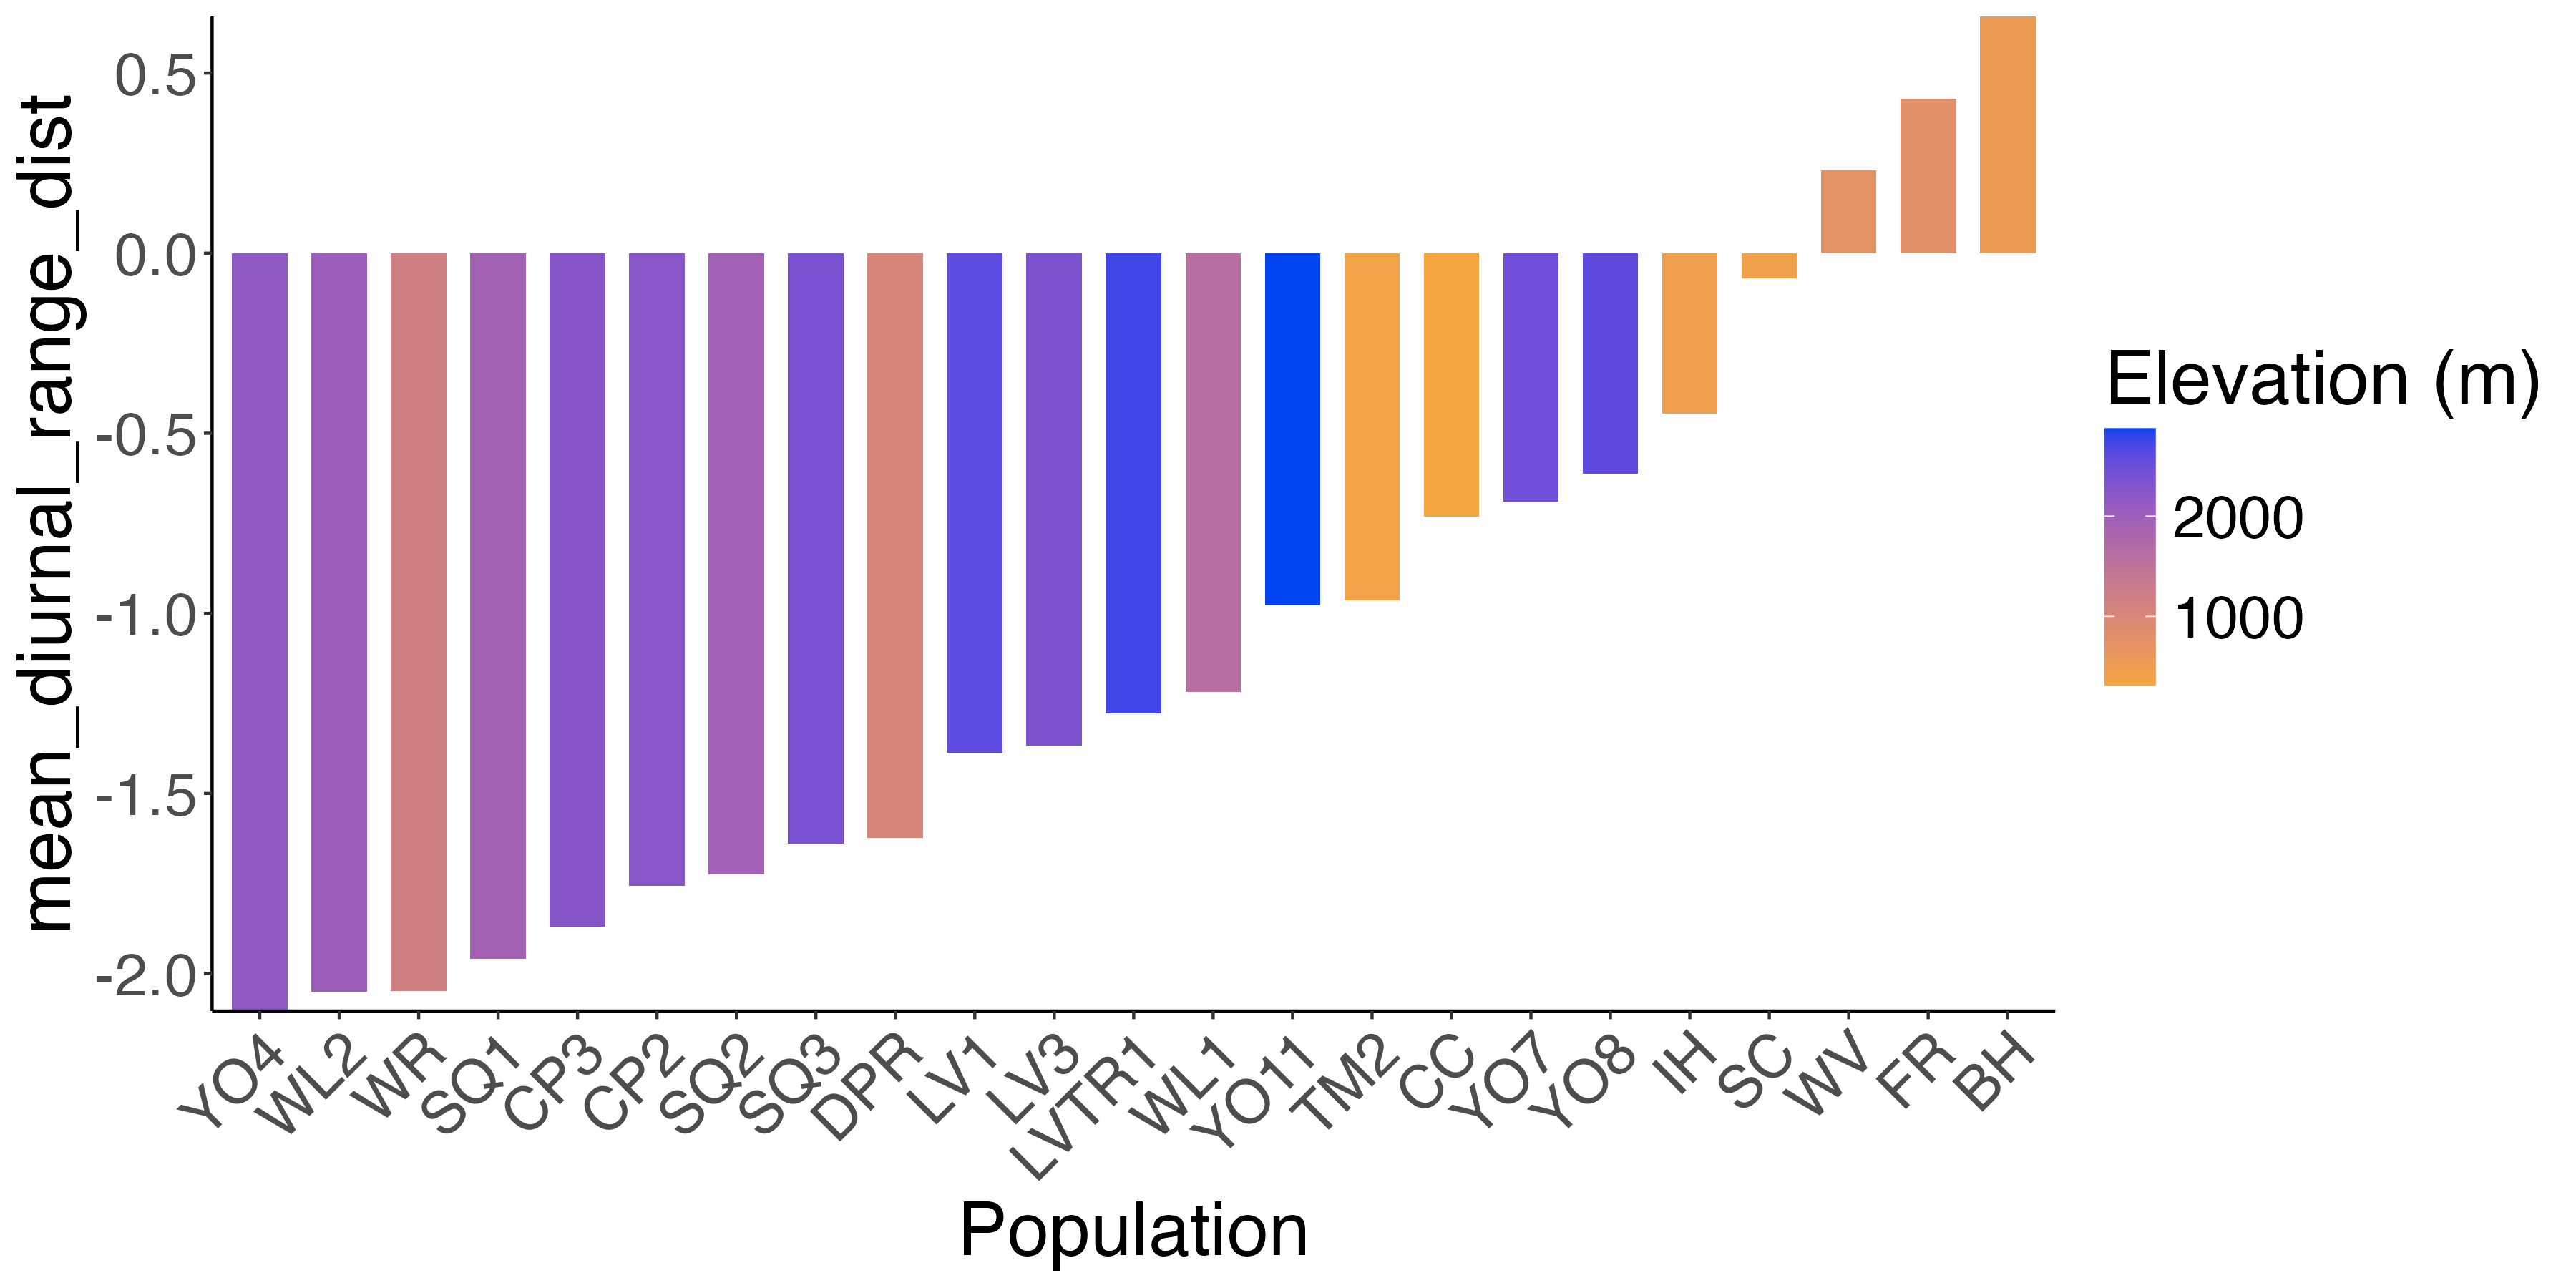 mean_diurnal_range_dist
0.5
0.0
-0.5
-1.0
-1.5
-2.0
YO4
WL2
WR
SQ1
CP3
CP2
SQ2
SQ3
DPR
LV1
LV3
LVTR1
WL1
YO11
TM2
CC
YO7
YO8
IH
SC
WV
FR
BH
Population
Elevation (m)
2000
1000